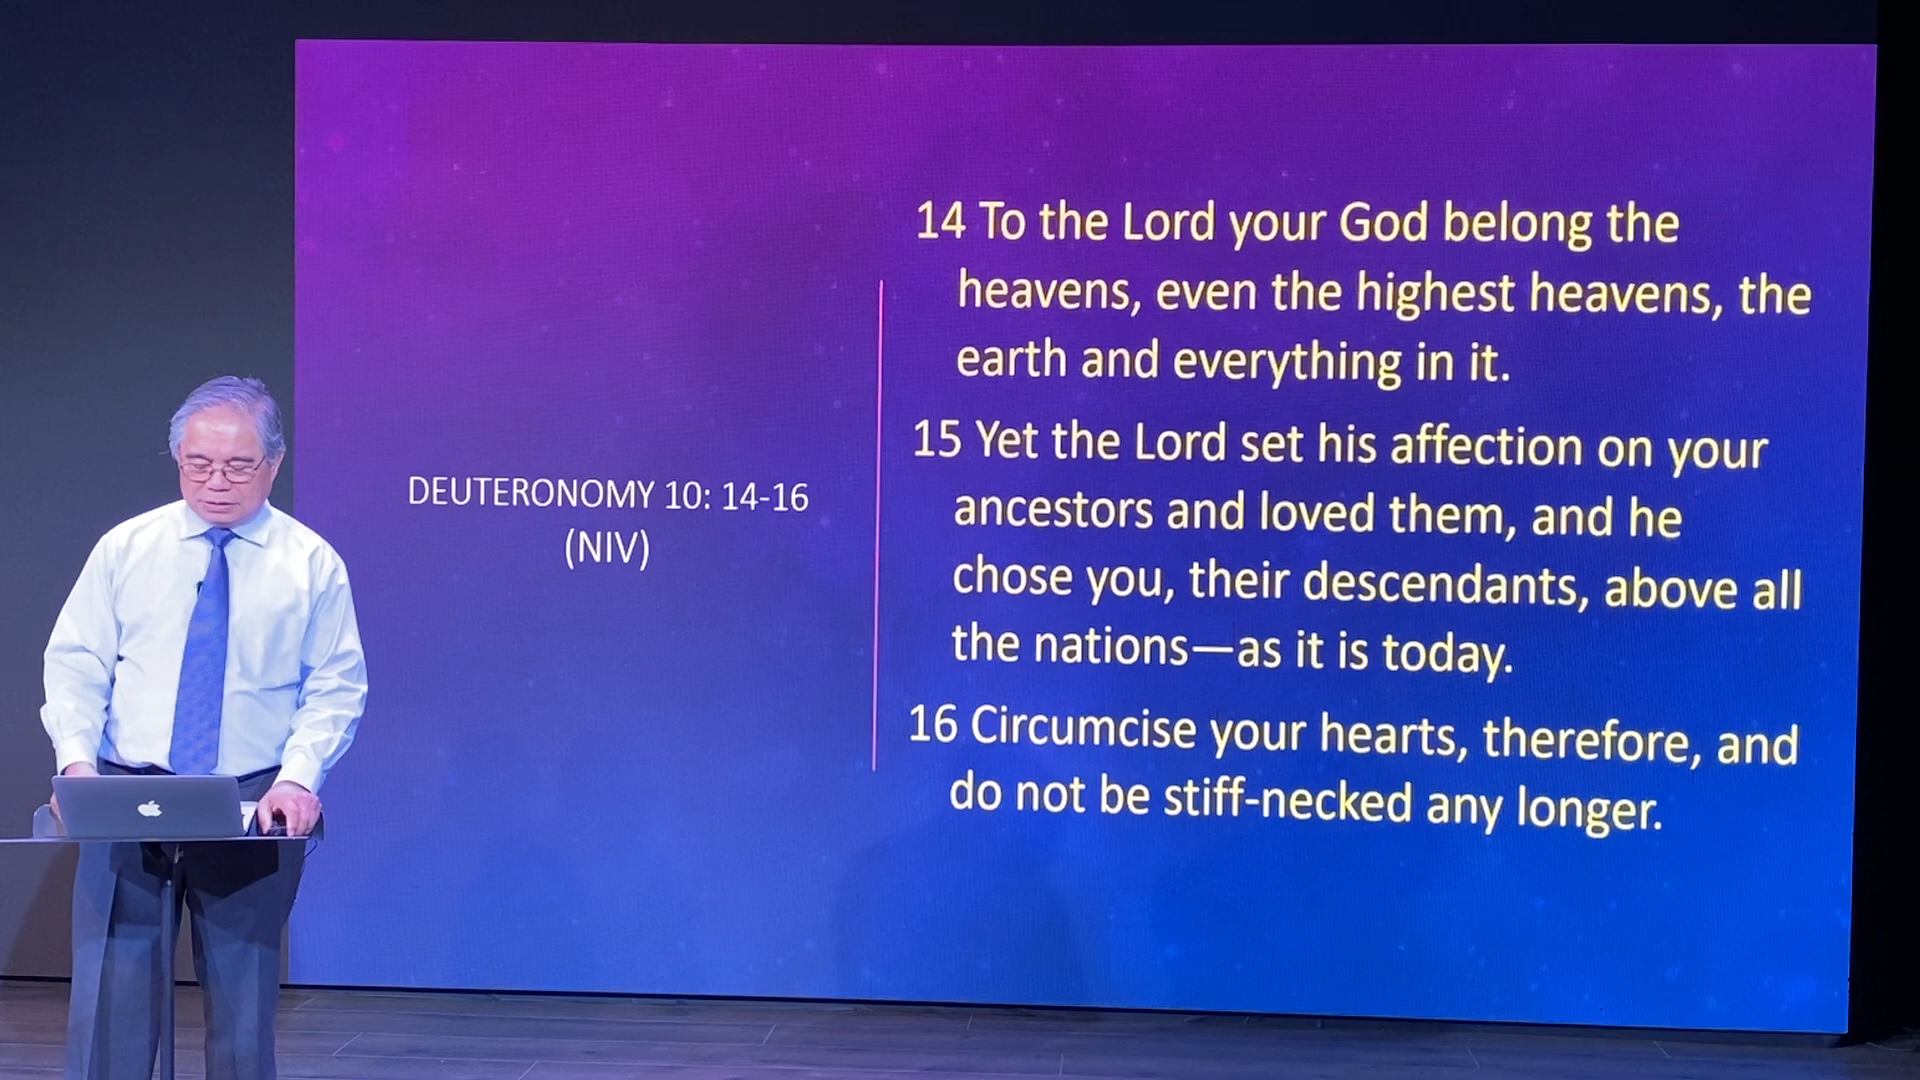 DEUTERONOMY 10: 14-16
(NIV)
14 To the Lord your God belong the
heavens, even the highest heavens, the
earth and everything in it.
15 Yet the Lord set his affection on your
ancestors and loved them, and he
chose you, their descendants, above all
the nations—as it is today.
16 Circumcise your hearts, therefore, and
do not be stiff-necked any longer.